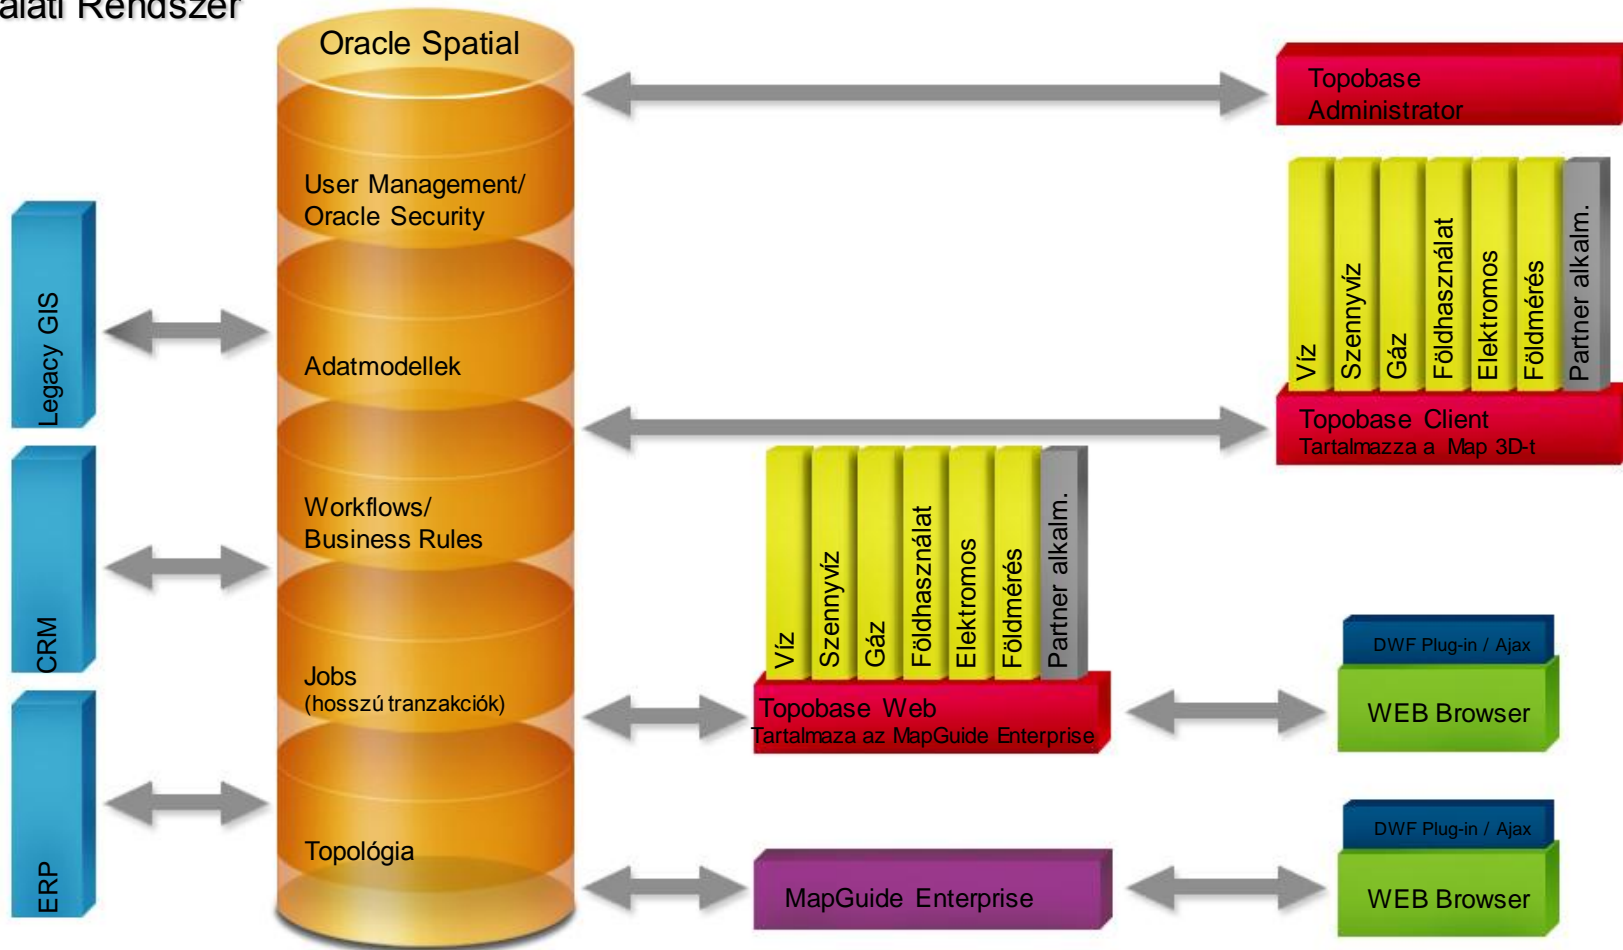 Rendszer
Oracle Spatial
User Management/
Oracle Security
Adatmodellek
Workflows/
Business Rules
Jobs
(hosszú tranzakciók)
Topológia
Legacy GIS
CRM
ERP
Topobase
Administrator
Víz
Szennyvíz
Gáz
Földhasználat
Elektromos
Földmérés
Partner alkalm.
Topobase Client
Tartalmazza a Map 3D-t
Víz
Szennyvíz
Gáz
Földhasználat
Elektromos
Földmérés
Partner alkalm.
Topobase Web
Tartalmaza az MapGuide Enterprise
DWF Plug-in / Ajax
WEB Browser
MapGuide Enterprise
DWF Plug-in / Ajax
WEB Browser